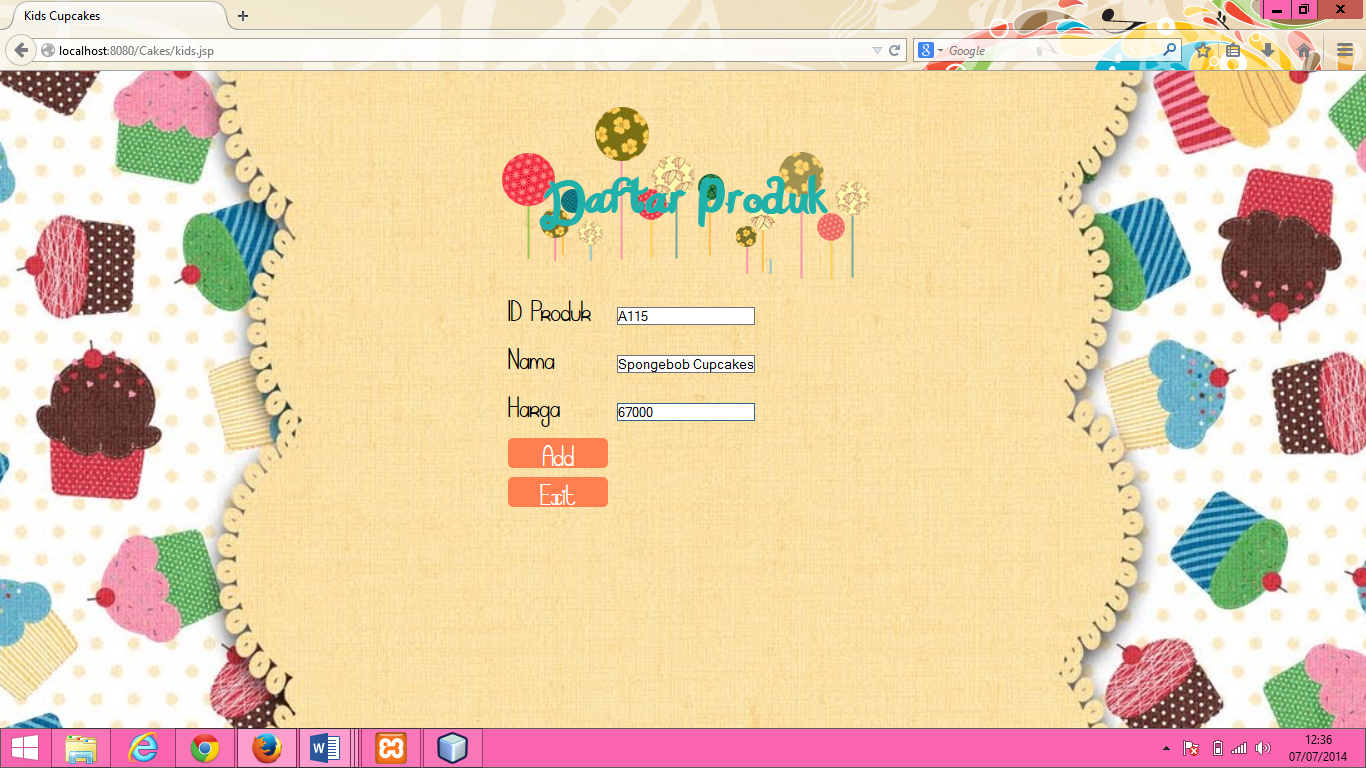 Kids Cupcakes
localhost:8080/Cakes/kids.jsp
Google
Daftar Produk
ID Produk A115
Nama Spongebob Cupcakes
Harga 67000
Add
Exit
12:36
07/07/2014